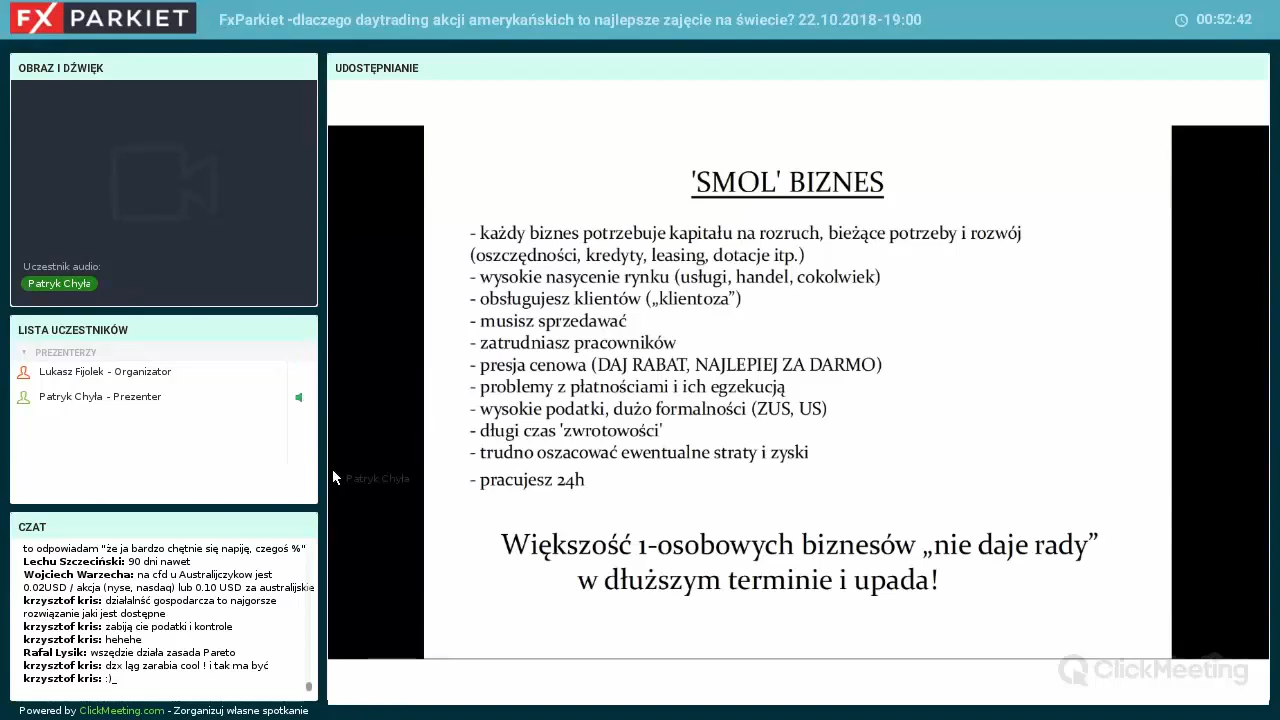 FX PARKIET
FxParkiet -dlaczego daytrading akcji amerykańskich to najlepsze zajęcie na świecie? 22.10.2018-19:00
00:52:42
OBRAZ I DŹWIĘK
Uczestnik audio:
Patryk Chyła
LISTA UCZESTNIKÓW
PREZENTERZY
Lukasz Fijolek - Organizator
Patryk Chyła - Prezenter
CZAT
to odpowiadam "że ja bardzo chętnie się napiję, czegoś %"
Lechu Szczeciński: 90 dni nawet
Wojciech Warzecha: na cfd u Australijczykow jest
0.02USD / akcja (nyse, nasdaq) lub 0.10 USD za australijskie
krzysztof kris: działalnść gospodarcza to najgorsze
rozwiązanie jaki jest dostępne
krzysztof kris: zabiją cie podatki i kontrole
krzysztof kris: hehehe
Rafal Lysik: wszędzie działa zasada Pareto
krzysztof kris: dzx ląg zarabia cool ! i tak ma być
krzysztof kris: :)_
Powered by ClickMeeting.com - Zorganizuj własne spotkanie
UDOSTĘPNIANIE
Patryk Chyła
'SMOL' BIZNES
- każdy biznes potrzebuje kapitału na rozruch, bieżące potrzeby i rozwój
(oszczędności, kredyty, leasing, dotacje itp.)
- wysokie nasycenie rynku (usługi, handel, cokolwiek)
- obsługujesz klientów („klientoza”)
- musisz sprzedawać
- zatrudniasz pracowników
- presja cenowa (DAJ RABAT, NAJLEPIEJ ZA DARMO)
- problemy z płatnościami i ich egzekucją
- wysokie podatki, dużo formalności (ZUS, US)
- długi czas 'zwrotowości'
- trudno oszacować ewentualne straty i zyski
- pracujesz 24h
Większość 1-osobowych biznesów „nie daje rady”
w dłuższym terminie i upada!
ClickMeeting